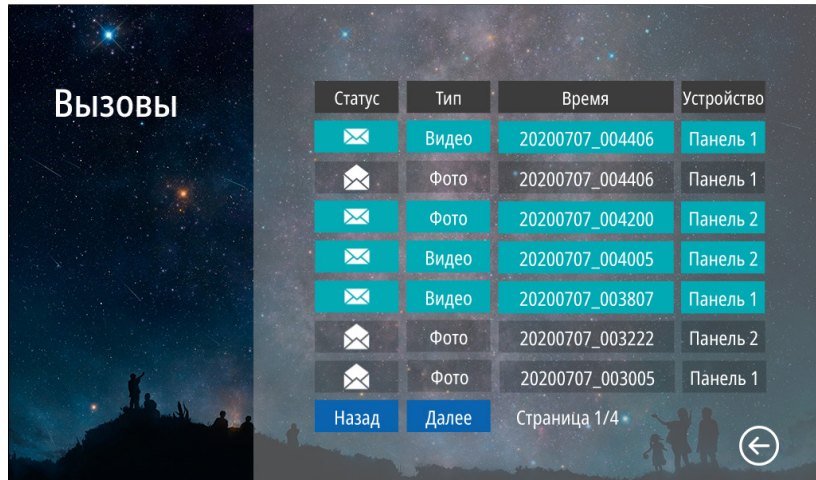 Вызовы
Статус Тип Время Устройство
Видео 20200707_004406 Панель 1
Фото 20200707_004406 Панель 1
Фото 20200707_004200 Панель 2
Видео 20200707_004005 Панель 2
Видео 20200707_003807 Панель 1
Фото 20200707_003222 Панель 2
Фото 20200707_003005 Панель 1
Назад Далее Страница 1/4